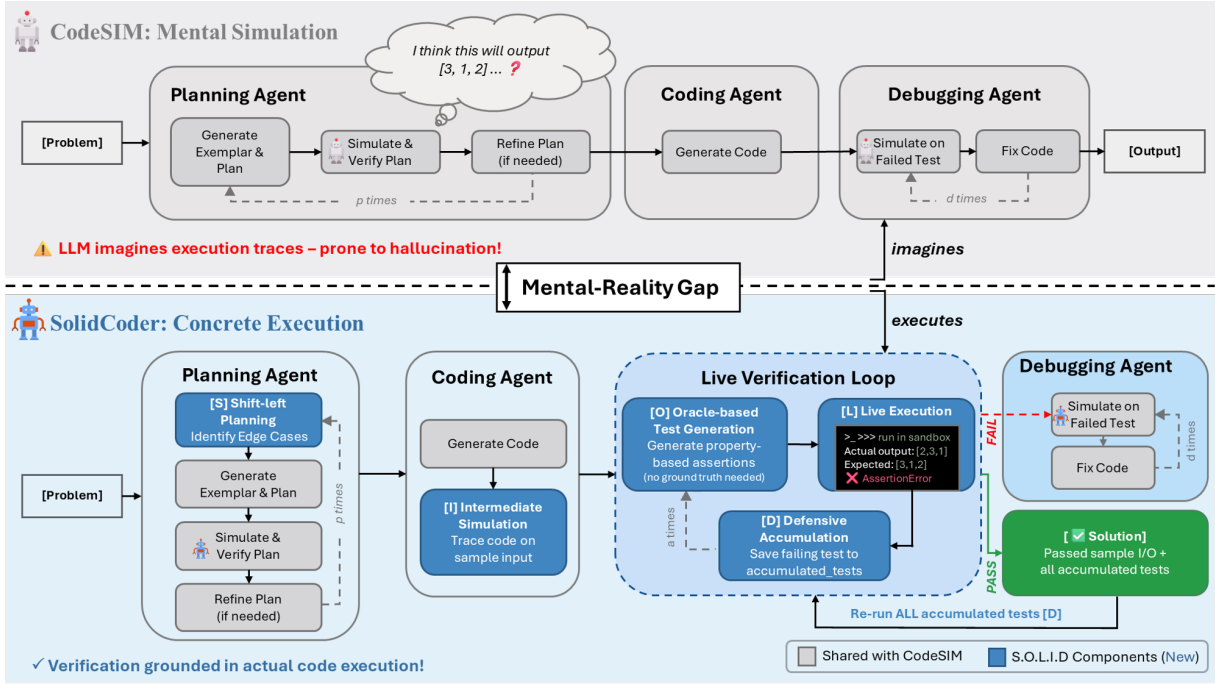 CodeSIM: Mental Simulation
I think this will output
[3, 1, 2] ... ❓
Planning Agent
Coding Agent
Debugging Agent
[Problem]
Generate
Exemplar &
Plan
Simulate &
Verify Plan
Refine Plan
(if needed)
Generate Code
Simulate on
Failed Test
Fix Code
[Output]
p times
d times
⚠ LLM imagines execution traces – prone to hallucination!
imagines
Mental-Reality Gap
executes
SolidCoder: Concrete Execution
Planning Agent
[S] Shift-left
Planning
Identify Edge Cases
Generate
Exemplar & Plan
Simulate &
Verify Plan
Refine Plan
(if needed)
p times
[Problem]
Coding Agent
Generate Code
[I] Intermediate
Simulation
Trace code on
sample input
Live Verification Loop
[O] Oracle-based
Test Generation
Generate property-
based assertions
(no ground truth needed)
[L] Live Execution
>_ >>> run in sandbox
Actual output: [2,3,1]
Expected: [3,1,2]
❌ AssertionError
a times
[D] Defensive
Accumulation
Save failing test to
accumulated_tests
FAIL
PASS
Debugging Agent
Simulate on
Failed Test
Fix Code
d times
[ ✅ Solution]
Passed sample I/O +
all accumulated tests
Re-run ALL accumulated tests [D]
✓ Verification grounded in actual code execution!
Shared with CodeSIM
S.O.L.I.D Components (New)